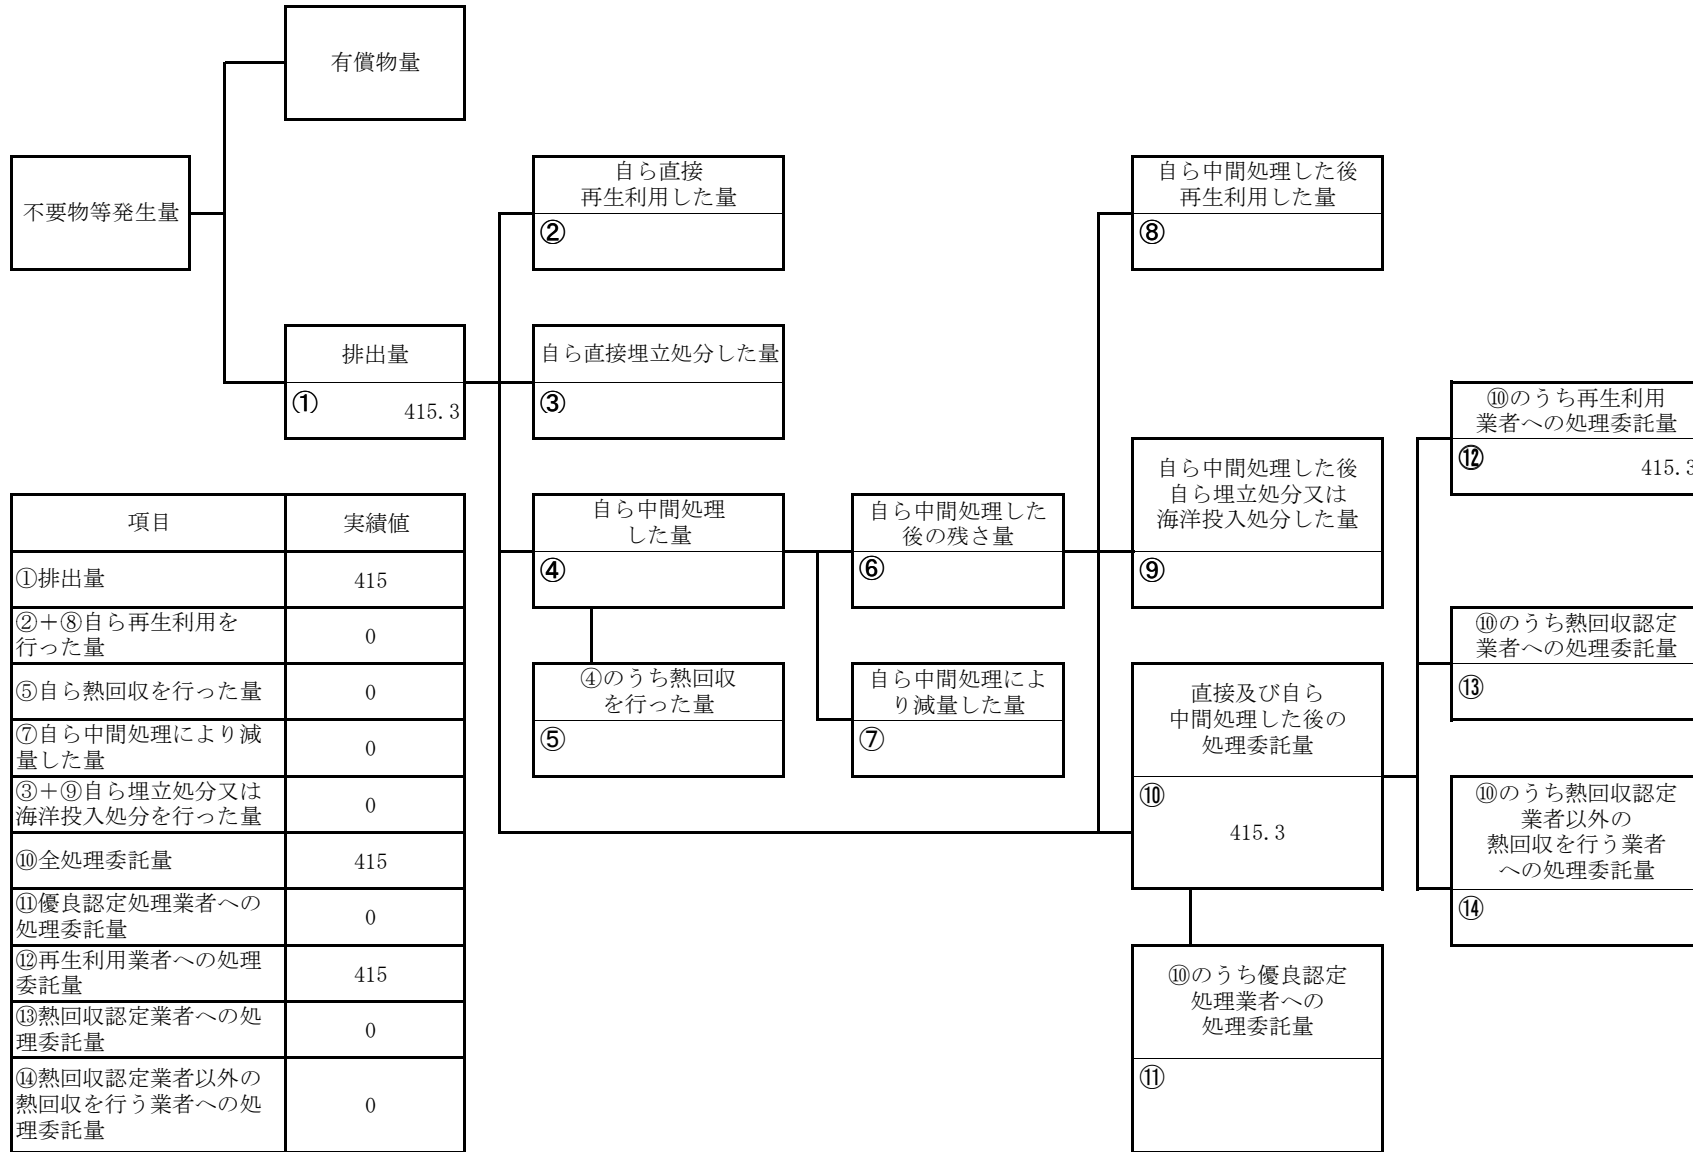 有償物量
不要物等発生量
自ら直接
再生利用した量
②
自ら中間処理した後
再生利用した量
⑧
排出量
① 415.3
自ら直接埋立処分した量
③
⑩のうち再生利用
業者への処理委託量
⑫ 415.3
自ら中間処理
した量
④
自ら中間処理した
後の残さ量
⑥
自ら中間処理した後
自ら埋立処分又は
海洋投入処分した量
⑨
④のうち熱回収
を行った量
⑤
自ら中間処理によ
り減量した量
⑦
直接及び自ら
中間処理した後の
処理委託量
⑩
415.3
⑩のうち熱回収認定
業者への処理委託量
⑬
⑩のうち熱回収認定
業者以外の
熱回収を行う業者
への処理委託量
⑭
⑩のうち優良認定
処理業者への
処理委託量
⑪
項目 実績値
①排出量 415
②+⑧自ら再生利用を
行った量 0
⑤自ら熱回収を行った量 0
⑦自ら中間処理により減
量した量 0
③+⑨自ら埋立処分又は
海洋投入処分を行った量 0
⑩全処理委託量 415
⑪優良認定処理業者への
処理委託量 0
⑫再生利用業者への処理
委託量 415
⑬熱回収認定業者への処
理委託量 0
⑭熱回収認定業者以外の
熱回収を行う業者への処
理委託量 0